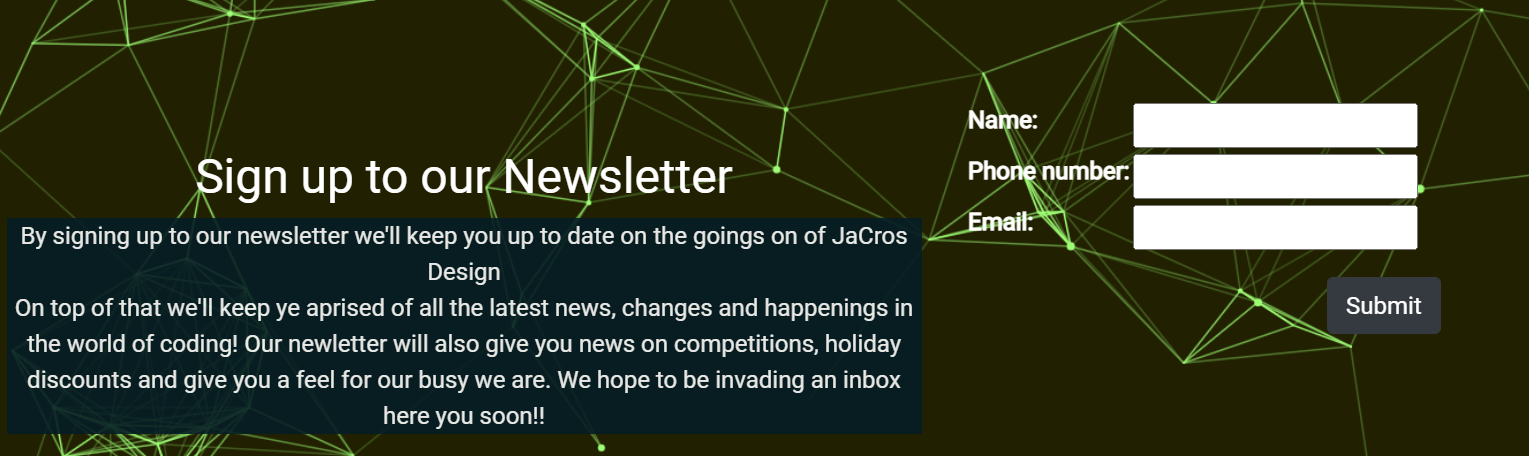 Sign up to our Newsletter
By signing up to our newsletter we'll keep you up to date on the goings on of JaCros
Design
On top of that we'll keep ye aprised of all the latest news, changes and happenings in
the world of coding! Our newletter will also give you news on competitions, holiday
discounts and give you a feel for our busy we are. We hope to be invading an inbox
here you soon!!
Name:
Phone number:
Email:
Submit